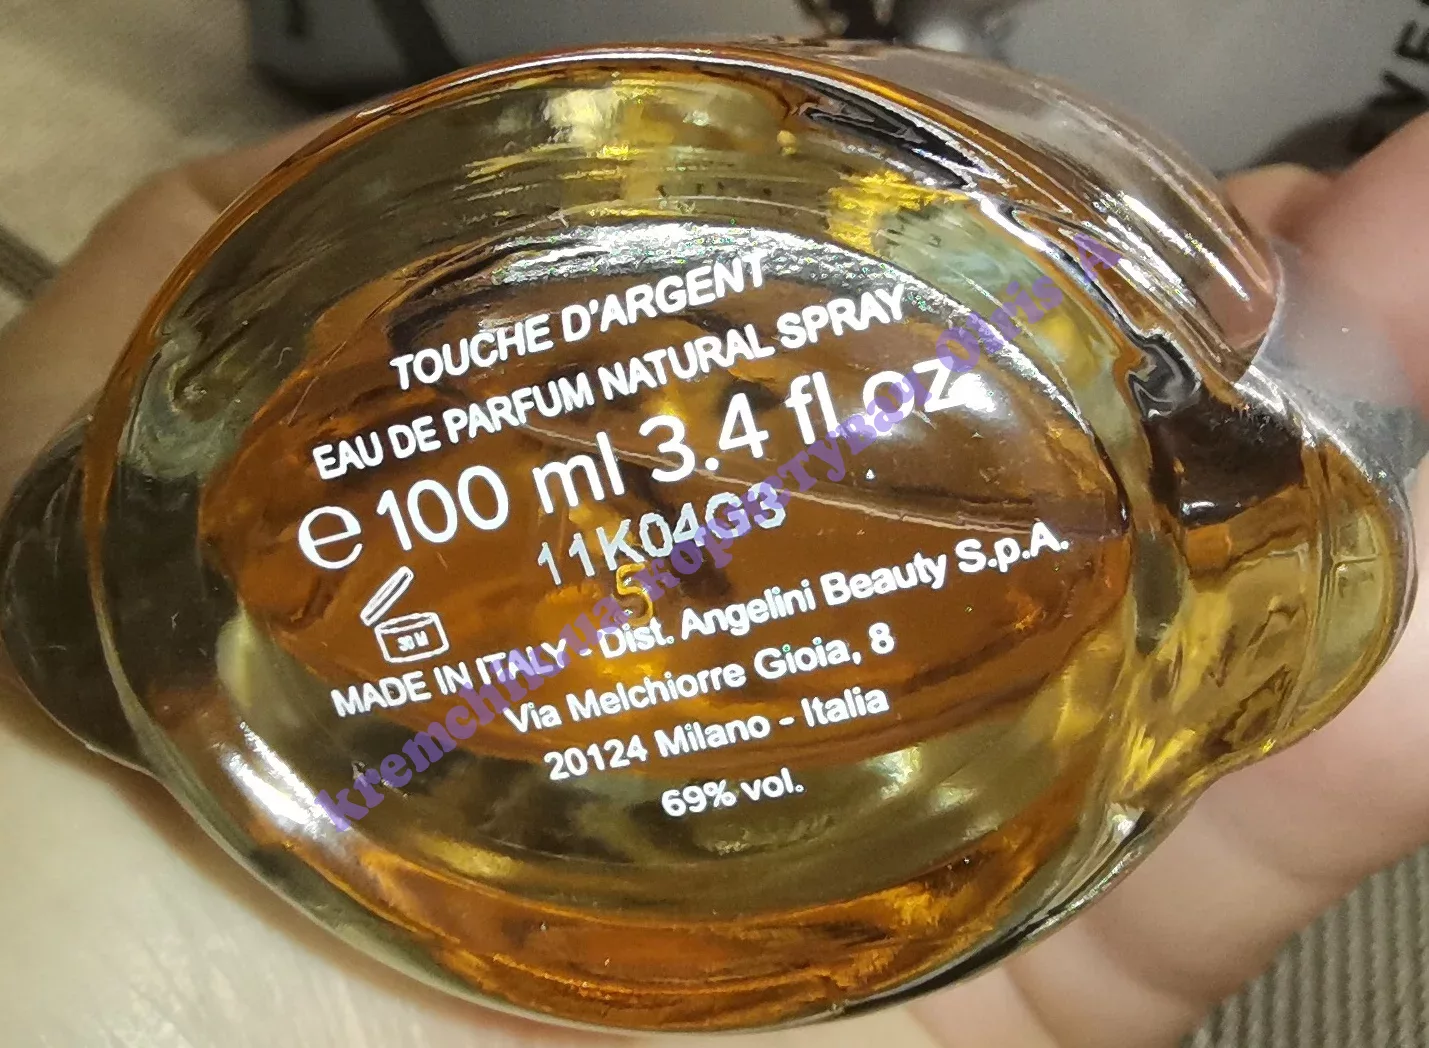 TOUCHE D'ARGENT
EAU DE PARFUM NATURAL SPRAY
℮ 100 ml 3.4 fl oz
11K04G3
5
30 M
MADE IN ITALY - Dist. Angelini Beauty S.p.A.
Via Melchiorre Gioia, 8
20124 Milano - Italia
69% vol.